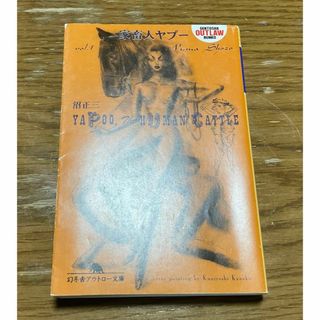 家畜人ヤプー
GENTOSHA
OUTLAW
BUNKO
vol.1
Numa Shozo
沼正三
YAPOO, THE HUMAN CATTLE
幻冬舎アウトロー文庫
cover painting by Kuniyoshi Kaneko